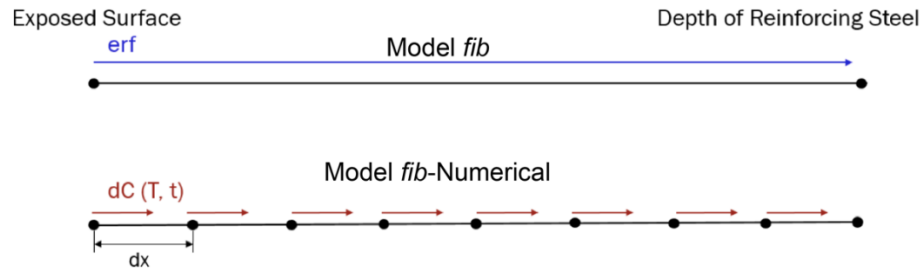 Exposed Surface
Depth of Reinforcing Steel
erf
Model fib
Model fib-Numerical
dC (T, t)
dx